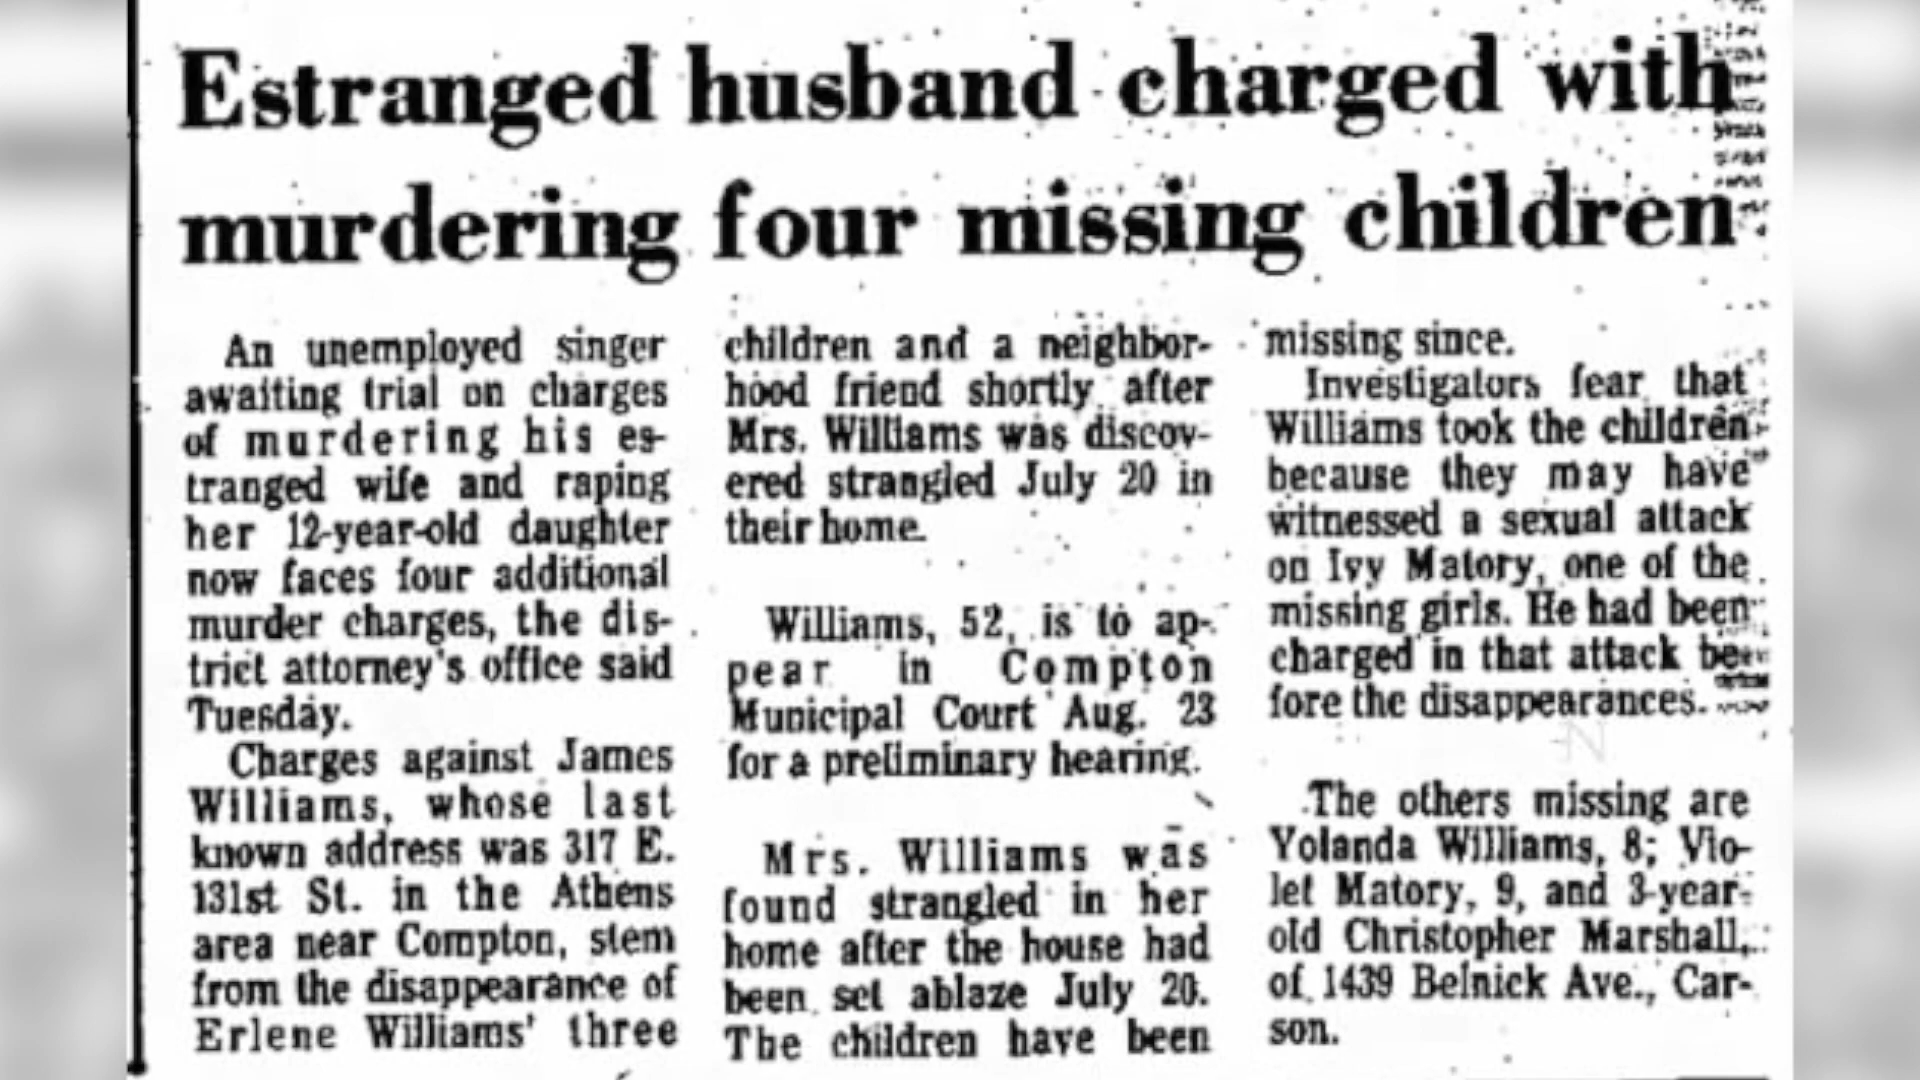 Estranged husband charged with
murdering four missing children
An unemployed singer
awaiting trial on charges
of murdering his es-
tranged wife and raping
her 12-year-old daughter
now faces four additional
murder charges, the dis-
trict attorney's office said
Tuesday.
Charges against James
Williams, whose last
known address was 317 E.
131st St. in the Athens
area near Compton, stem
from the disappearance of
Erlene Williams' three
children and a neighbor-
hood friend shortly after
Mrs. Williams was discov-
ered strangled July 20 in
their home.
Williams, 52, is to ap-
pear in Compton
Municipal Court Aug. 23
for a preliminary hearing.
Mrs. Williams was
found strangled in her
home after the house had
been set ablaze July 20.
The children have been
missing since.
Investigators fear that
Williams took the children
because they may have
witnessed a sexual attack
on Ivy Matory, one of the
missing girls. He had been
charged in that attack be-
fore the disappearances.
The others missing are
Yolanda Williams, 8; Vio-
let Matory, 9, and 3-year-
old Christopher Marshall,
of 1439 Belnick Ave., Car-
son.